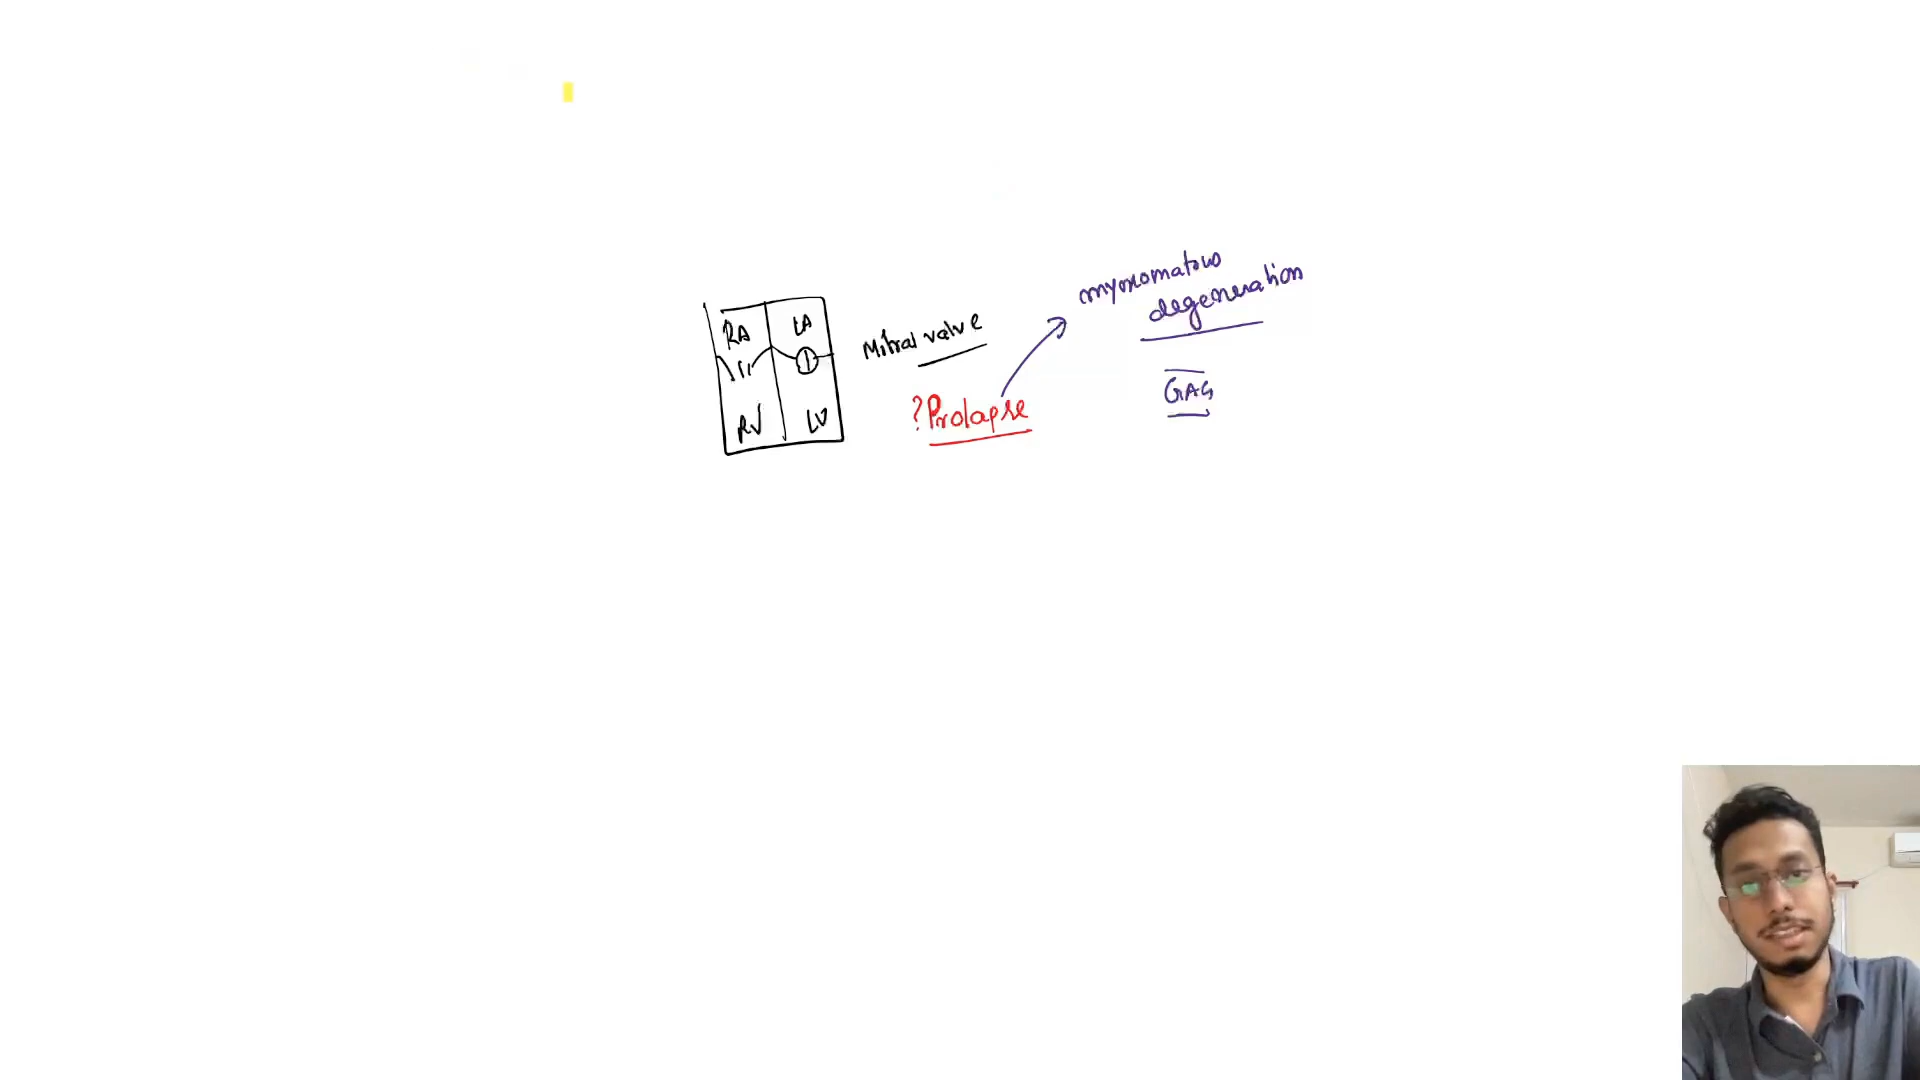 RA
LA
RV
LV
Mitral valve
?Prolapse
myxomatous
degeneration
GAG